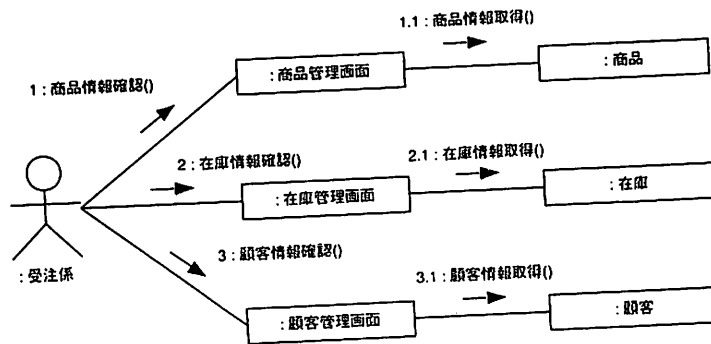 1.1 : 商品情報取得()
1 : 商品情報確認()
: 商品管理画面
: 商品
2 : 在庫情報確認()
2.1 : 在庫情報取得()
: 在庫管理画面
: 在庫
: 受注係
3 : 顧客情報確認()
3.1 : 顧客情報取得()
: 顧客管理画面
: 顧客